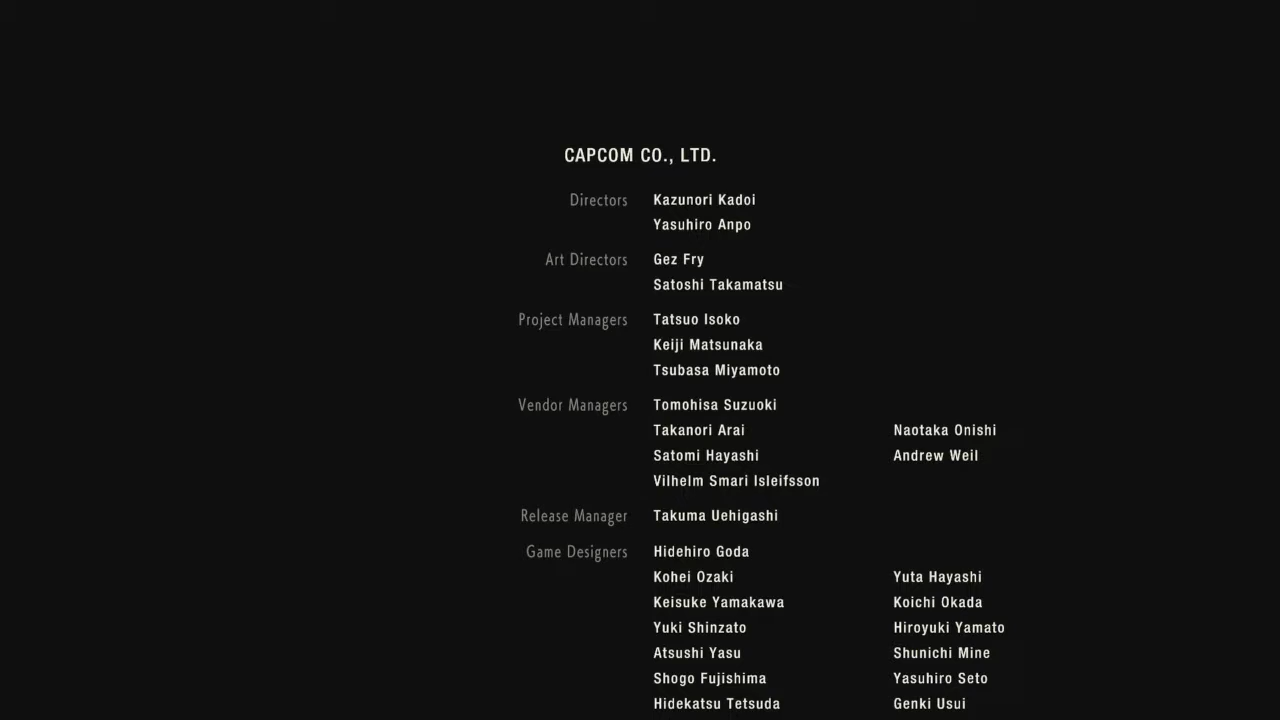 CAPCOM CO., LTD.
Directors Kazunori Kadoi
Yasuhiro Anpo
Art Directors Gez Fry
Satoshi Takamatsu
Project Managers Tatsuo Isoko
Keiji Matsunaka
Tsubasa Miyamoto
Vendor Managers Tomohisa Suzuoki
Takanori Arai Naotaka Onishi
Satomi Hayashi Andrew Weil
Vilhelm Smari Isleifsson
Release Manager Takuma Uehigashi
Game Designers Hidehiro Goda
Kohei Ozaki Yuta Hayashi
Keisuke Yamakawa Koichi Okada
Yuki Shinzato Hiroyuki Yamato
Atsushi Yasu Shunichi Mine
Shogo Fujishima Yasuhiro Seto
Hidekatsu Tetsuda Genki Usui